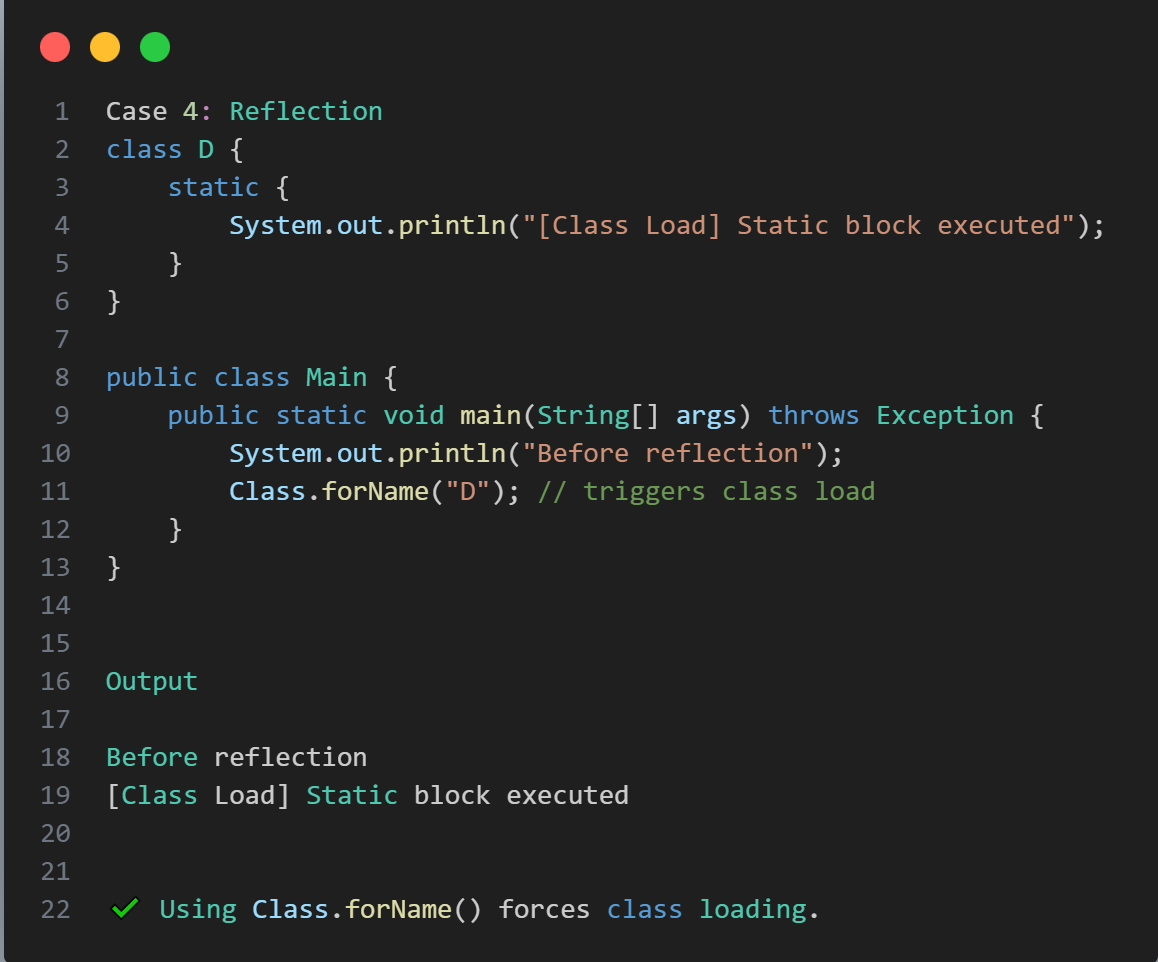 1 Case 4: Reflection
2 class D {
3     static {
4         System.out.println("[Class Load] Static block executed");
5     }
6 }
7
8 public class Main {
9     public static void main(String[] args) throws Exception {
10         System.out.println("Before reflection");
11         Class.forName("D"); // triggers class load
12     }
13 }
14
15
16 Output
17
18 Before reflection
19 [Class Load] Static block executed
20
21
22 ✔ Using Class.forName() forces class loading.